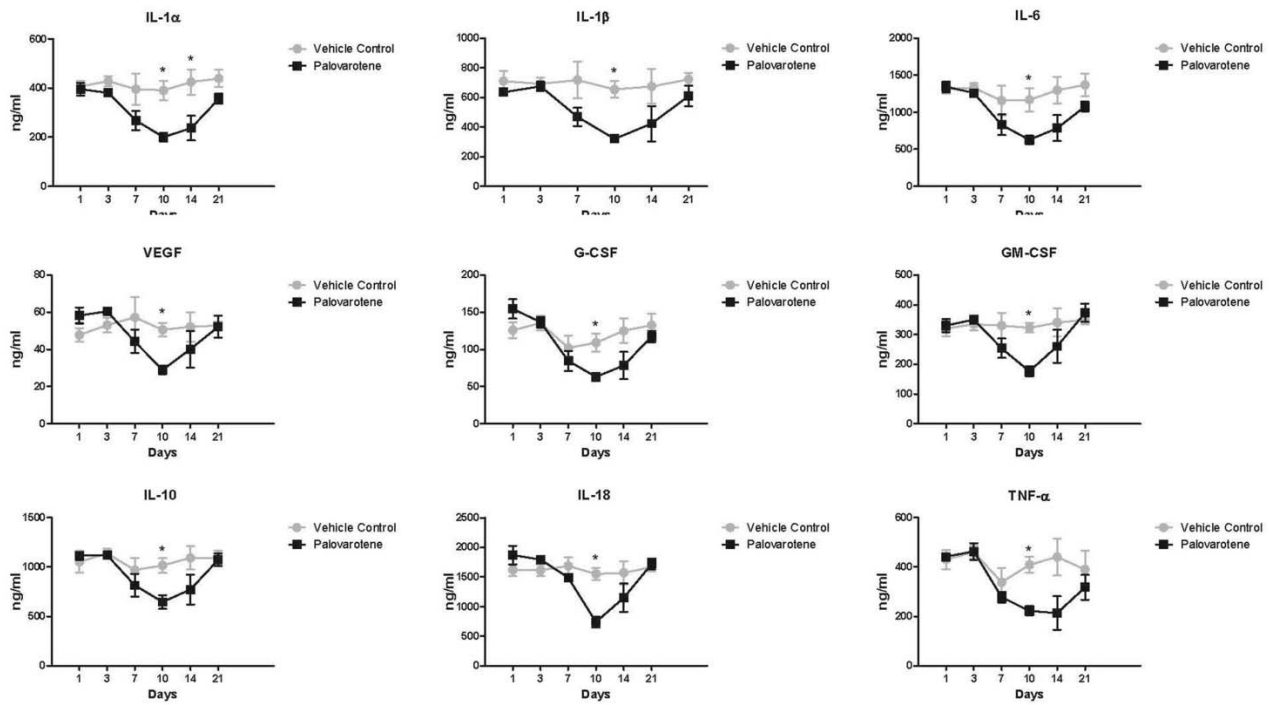 IL-1α
600
400
200
0
ng/ml
1 3 7 10 14 21
Days
* *
Vehicle Control
Palovarotene
IL-1β
1000
800
600
400
200
0
ng/ml
1 3 7 10 14 21
Days
*
Vehicle Control
Palovarotene
IL-6
2000
1500
1000
500
0
ng/ml
1 3 7 10 14 21
Days
*
Vehicle Control
Palovarotene
VEGF
80
60
40
20
0
ng/ml
1 3 7 10 14 21
Days
*
Vehicle Control
Palovarotene
G-CSF
200
150
100
50
0
ng/ml
1 3 7 10 14 21
Days
*
Vehicle Control
Palovarotene
GM-CSF
500
400
300
200
100
0
ng/ml
1 3 7 10 14 21
Days
*
Vehicle Control
Palovarotene
IL-10
1500
1000
500
0
ng/ml
1 3 7 10 14 21
Days
*
Vehicle Control
Palovarotene
IL-18
2500
2000
1500
1000
500
0
ng/ml
1 3 7 10 14 21
Days
*
Vehicle Control
Palovarotene
TNF-α
600
400
200
0
ng/ml
1 3 7 10 14 21
Days
*
Vehicle Control
Palovarotene